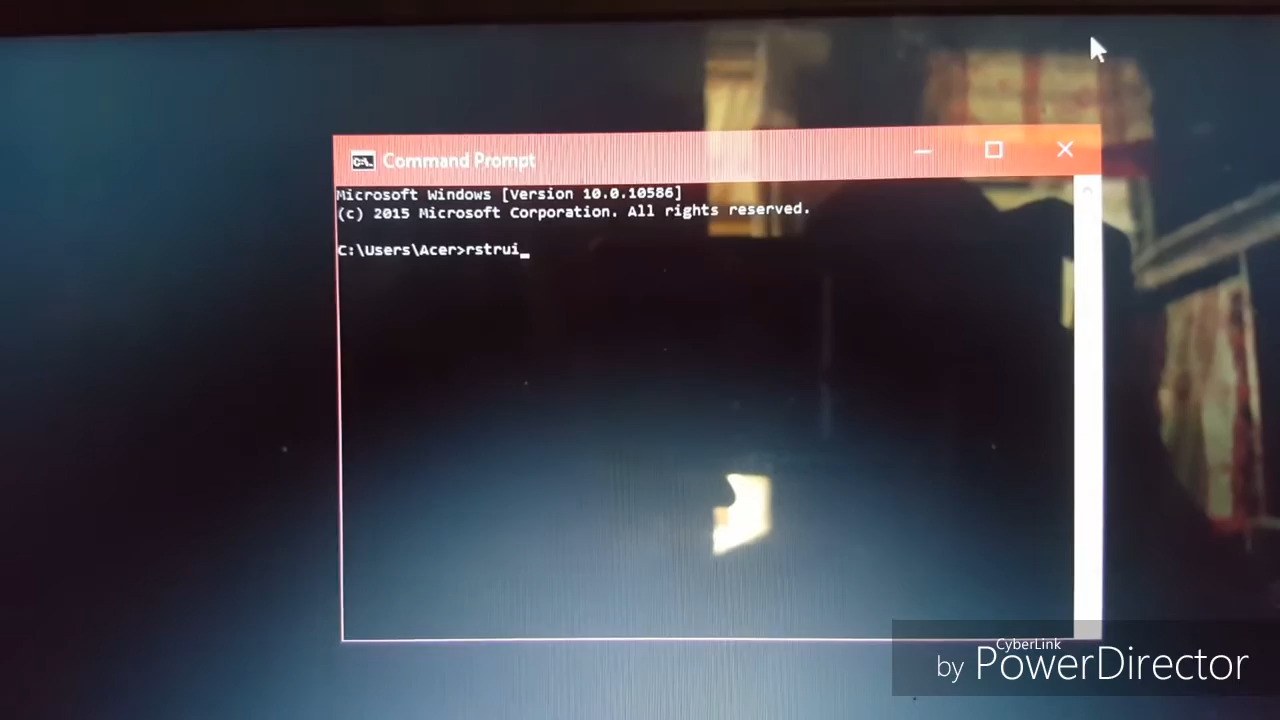 Command Prompt
Microsoft Windows [Version 10.0.10586]
(c) 2015 Microsoft Corporation. All rights reserved.
C:\Users\Acer>rstrui_
CyberLink
by PowerDirector